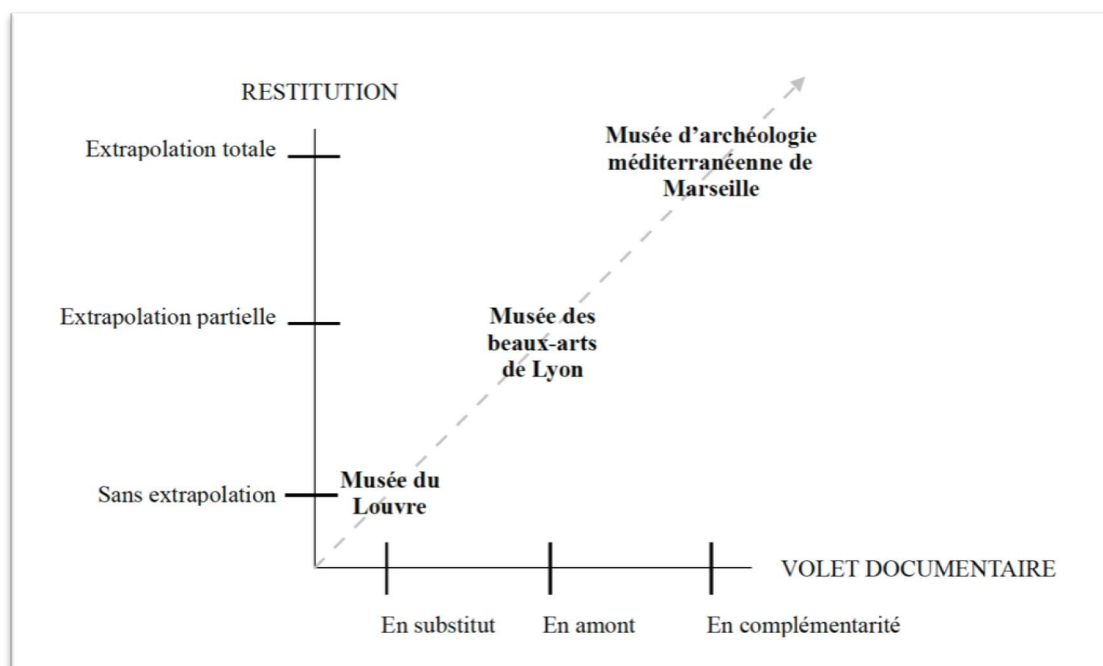 RESTITUTION
Extrapolation totale
Musée d'archéologie
méditerranéenne de
Marseille
Extrapolation partielle
Musée des
beaux-arts
de Lyon
Sans extrapolation
Musée du
Louvre
VOLET DOCUMENTAIRE
En substitut
En amont
En complémentarité